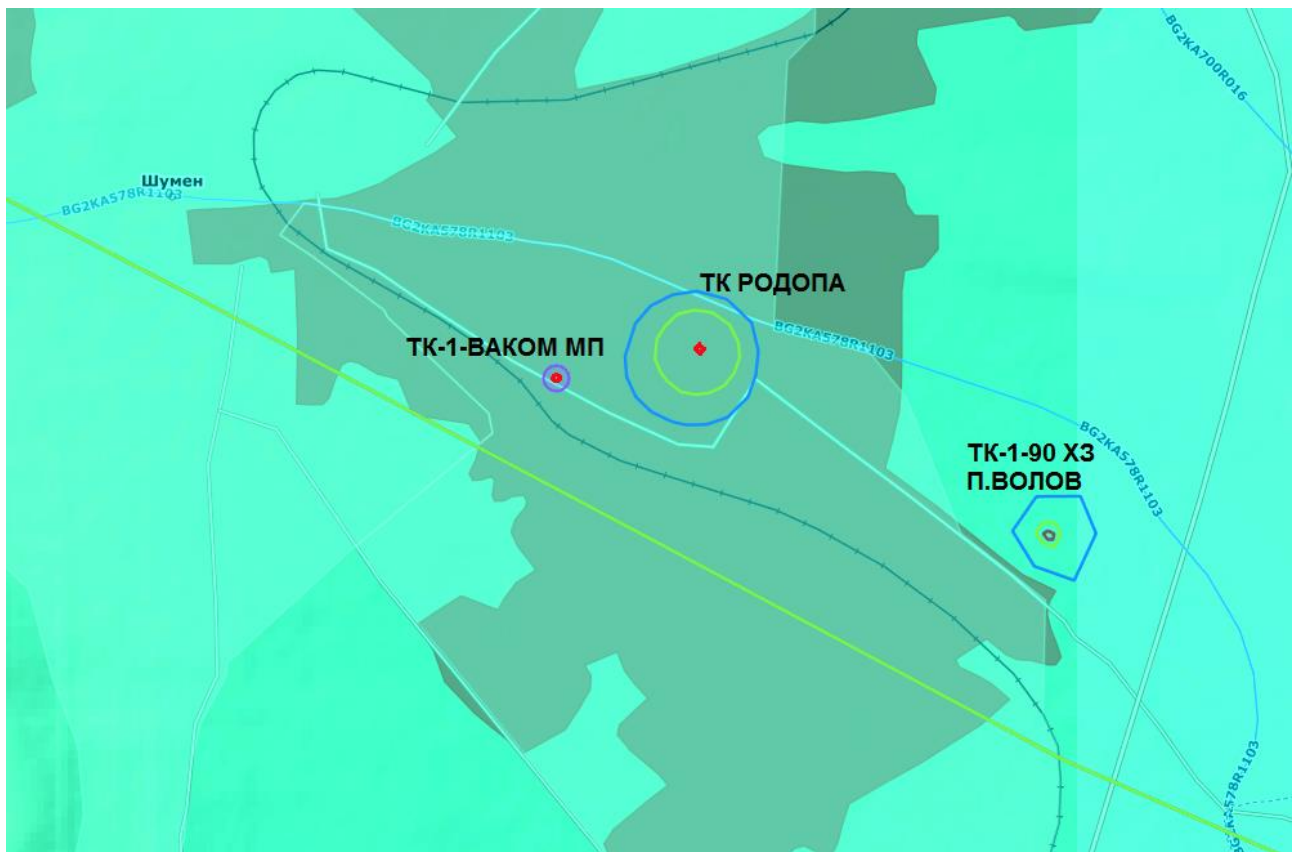 BG2KA700R016
Шумен
BG2KA578R1103
BG2KA578R1103
ТК РОДОПА
BG2KA578R1103
ТК-1-ВАКОМ МП
BG2KA578R1103
ТК-1-90 ХЗ
П.ВОЛОВ
BG2KA578R1103